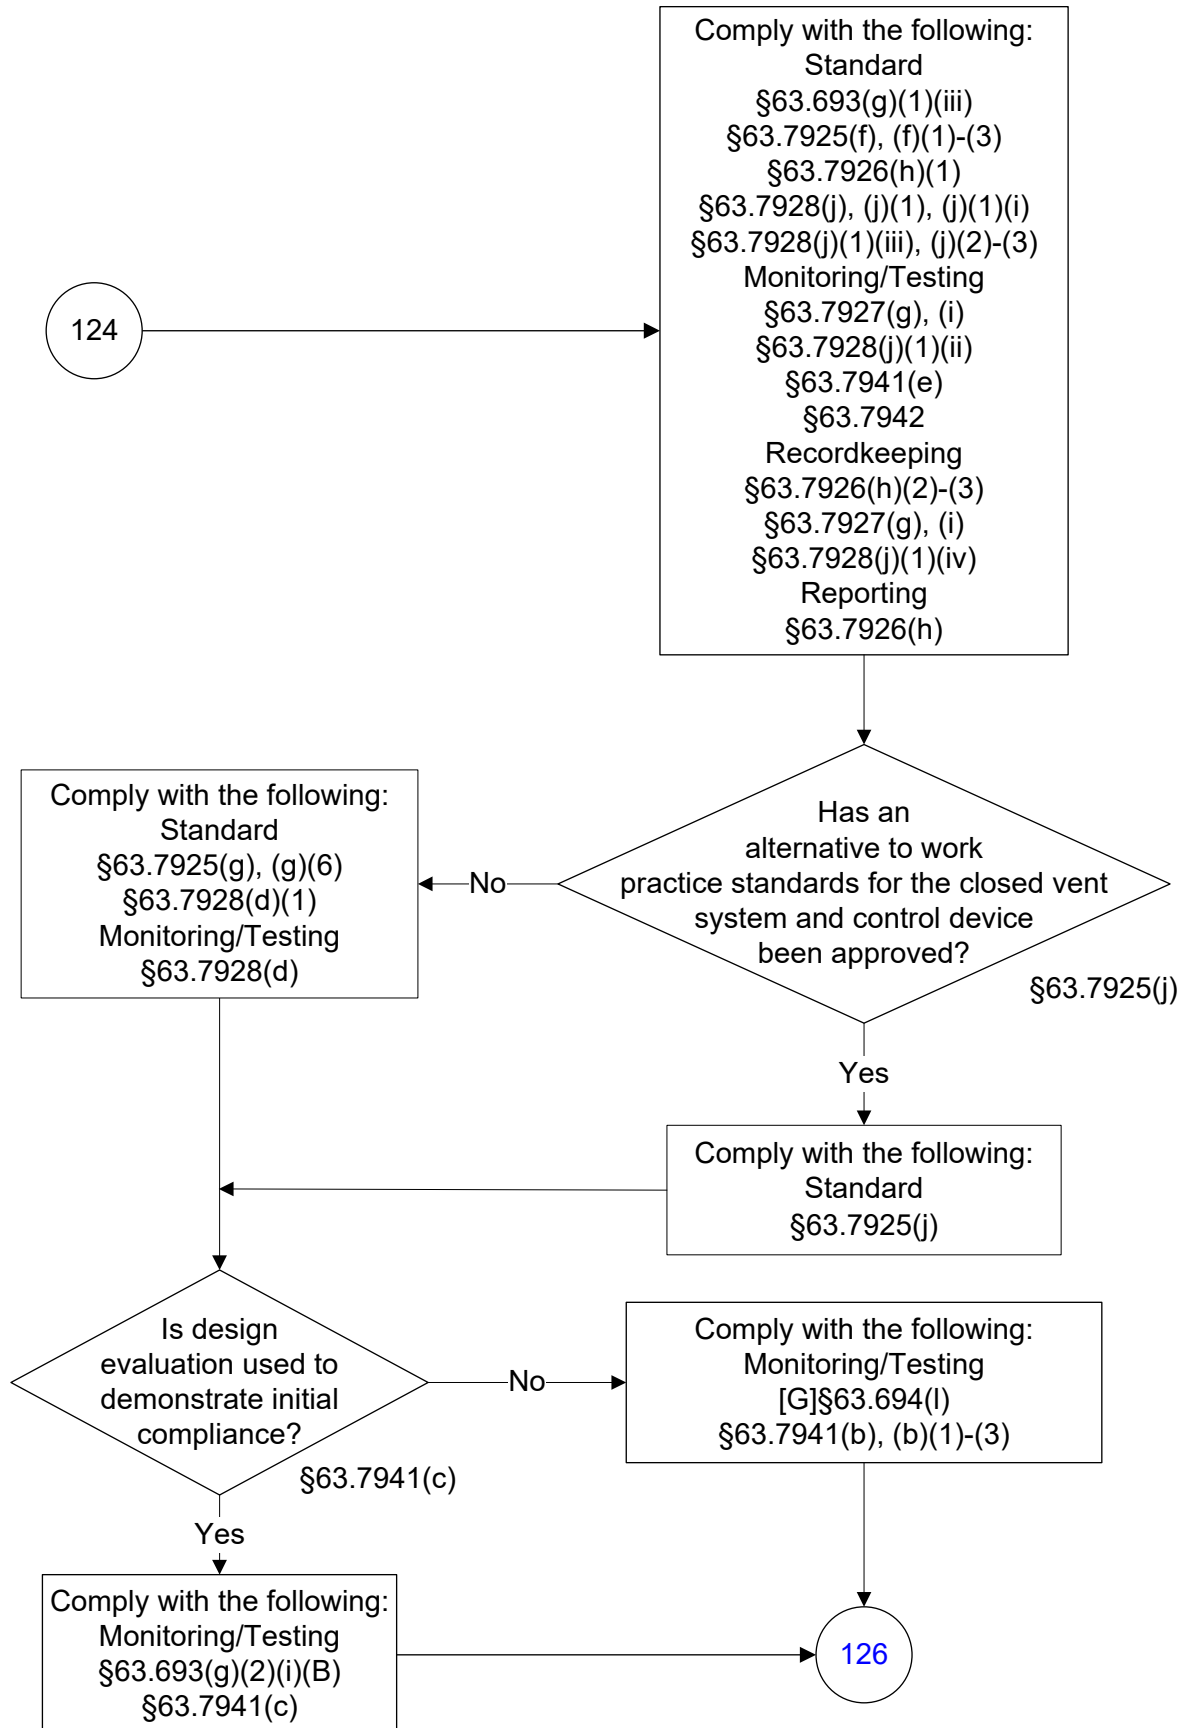 Comply with the following:
Standard
§63.693(g)(1)(iii)
§63.7925(f), (f)(1)-(3)
§63.7926(h)(1)
§63.7928(j), (j)(1), (j)(1)(i)
§63.7928(j)(1)(iii), (j)(2)-(3)
Monitoring/Testing
§63.7927(g), (i)
§63.7928(j)(1)(ii)
§63.7941(e)
§63.7942
Recordkeeping
§63.7926(h)(2)-(3)
§63.7927(g), (i)
§63.7928(j)(1)(iv)
Reporting
§63.7926(h)
124
Has an
alternative to work
practice standards for the closed vent
system and control device
been approved?
§63.7925(j)
No
Comply with the following:
Standard
§63.7925(g), (g)(6)
§63.7928(d)(1)
Monitoring/Testing
§63.7928(d)
Yes
Comply with the following:
Standard
§63.7925(j)
Is design
evaluation used to
demonstrate initial
compliance?
§63.7941(c)
No
Comply with the following:
Monitoring/Testing
[G]§63.694(l)
§63.7941(b), (b)(1)-(3)
Yes
Comply with the following:
Monitoring/Testing
§63.693(g)(2)(i)(B)
§63.7941(c)
126